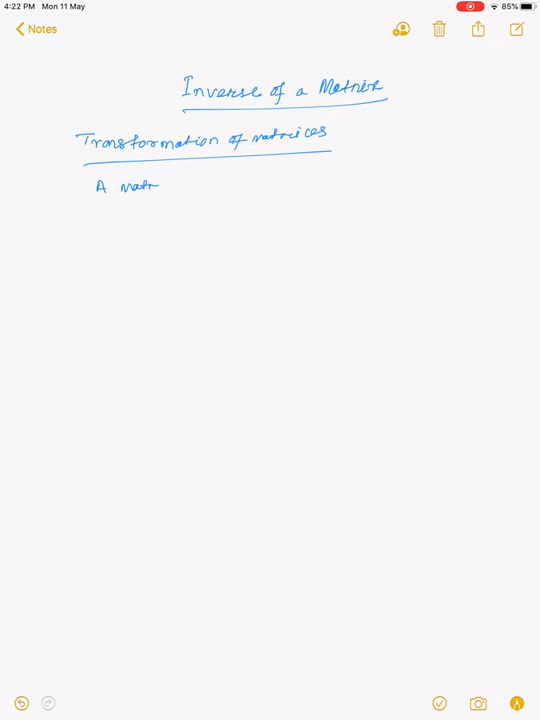 4:22 PM Mon 11 May
85%
Notes
Inverse of a Matrix
Transformation of matrices
A matr